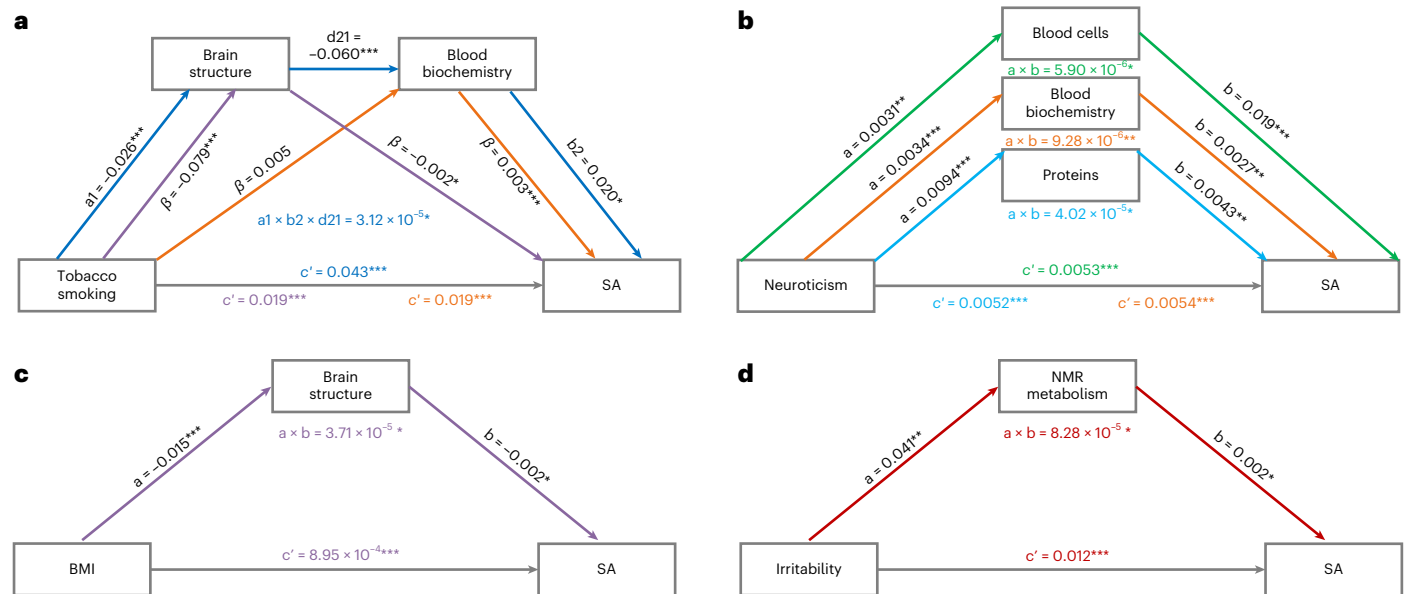 a
Brain
structure
d21 =
−0.060***
Blood
biochemistry
a1 = −0.026***
β = −0.079***
β = 0.005
β = −0.002*
β = 0.003***
b2 = 0.020*
a1 × b2 × d21 = 3.12 × 10⁻⁵*
Tobacco
smoking
c′ = 0.043***
c′ = 0.019***
c′ = 0.019***
SA
b
Blood cells
a × b = 5.90 × 10⁻⁶*
Blood
biochemistry
a × b = 9.28 × 10⁻⁶**
Proteins
a × b = 4.02 × 10⁻⁵*
a = 0.0031**
a = 0.0034***
a = 0.0094***
b = 0.019***
b = 0.0027**
b = 0.0043**
Neuroticism
c′ = 0.0053***
c′ = 0.0052***
c′ = 0.0054***
SA
c
Brain
structure
a × b = 3.71 × 10⁻⁵ *
a = −0.015***
b = −0.002*
BMI
c′ = 8.95 × 10⁻⁴***
SA
d
NMR
metabolism
a × b = 8.28 × 10⁻⁵ *
a = 0.041**
b = 0.002*
Irritability
c′ = 0.012***
SA